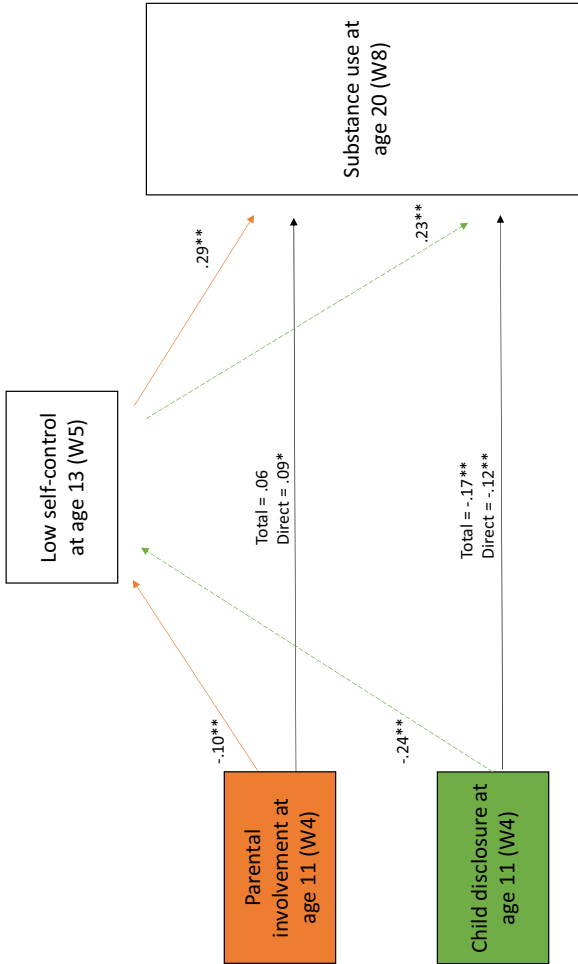 Low self-control
at age 13 (W5)
-.10**
.29**
Parental
involvement at
age 11 (W4)
Total = .06
Direct = .09*
Substance use at
age 20 (W8)
-.24**
.23**
Child disclosure at
age 11 (W4)
Total = -.17**
Direct = -.12**